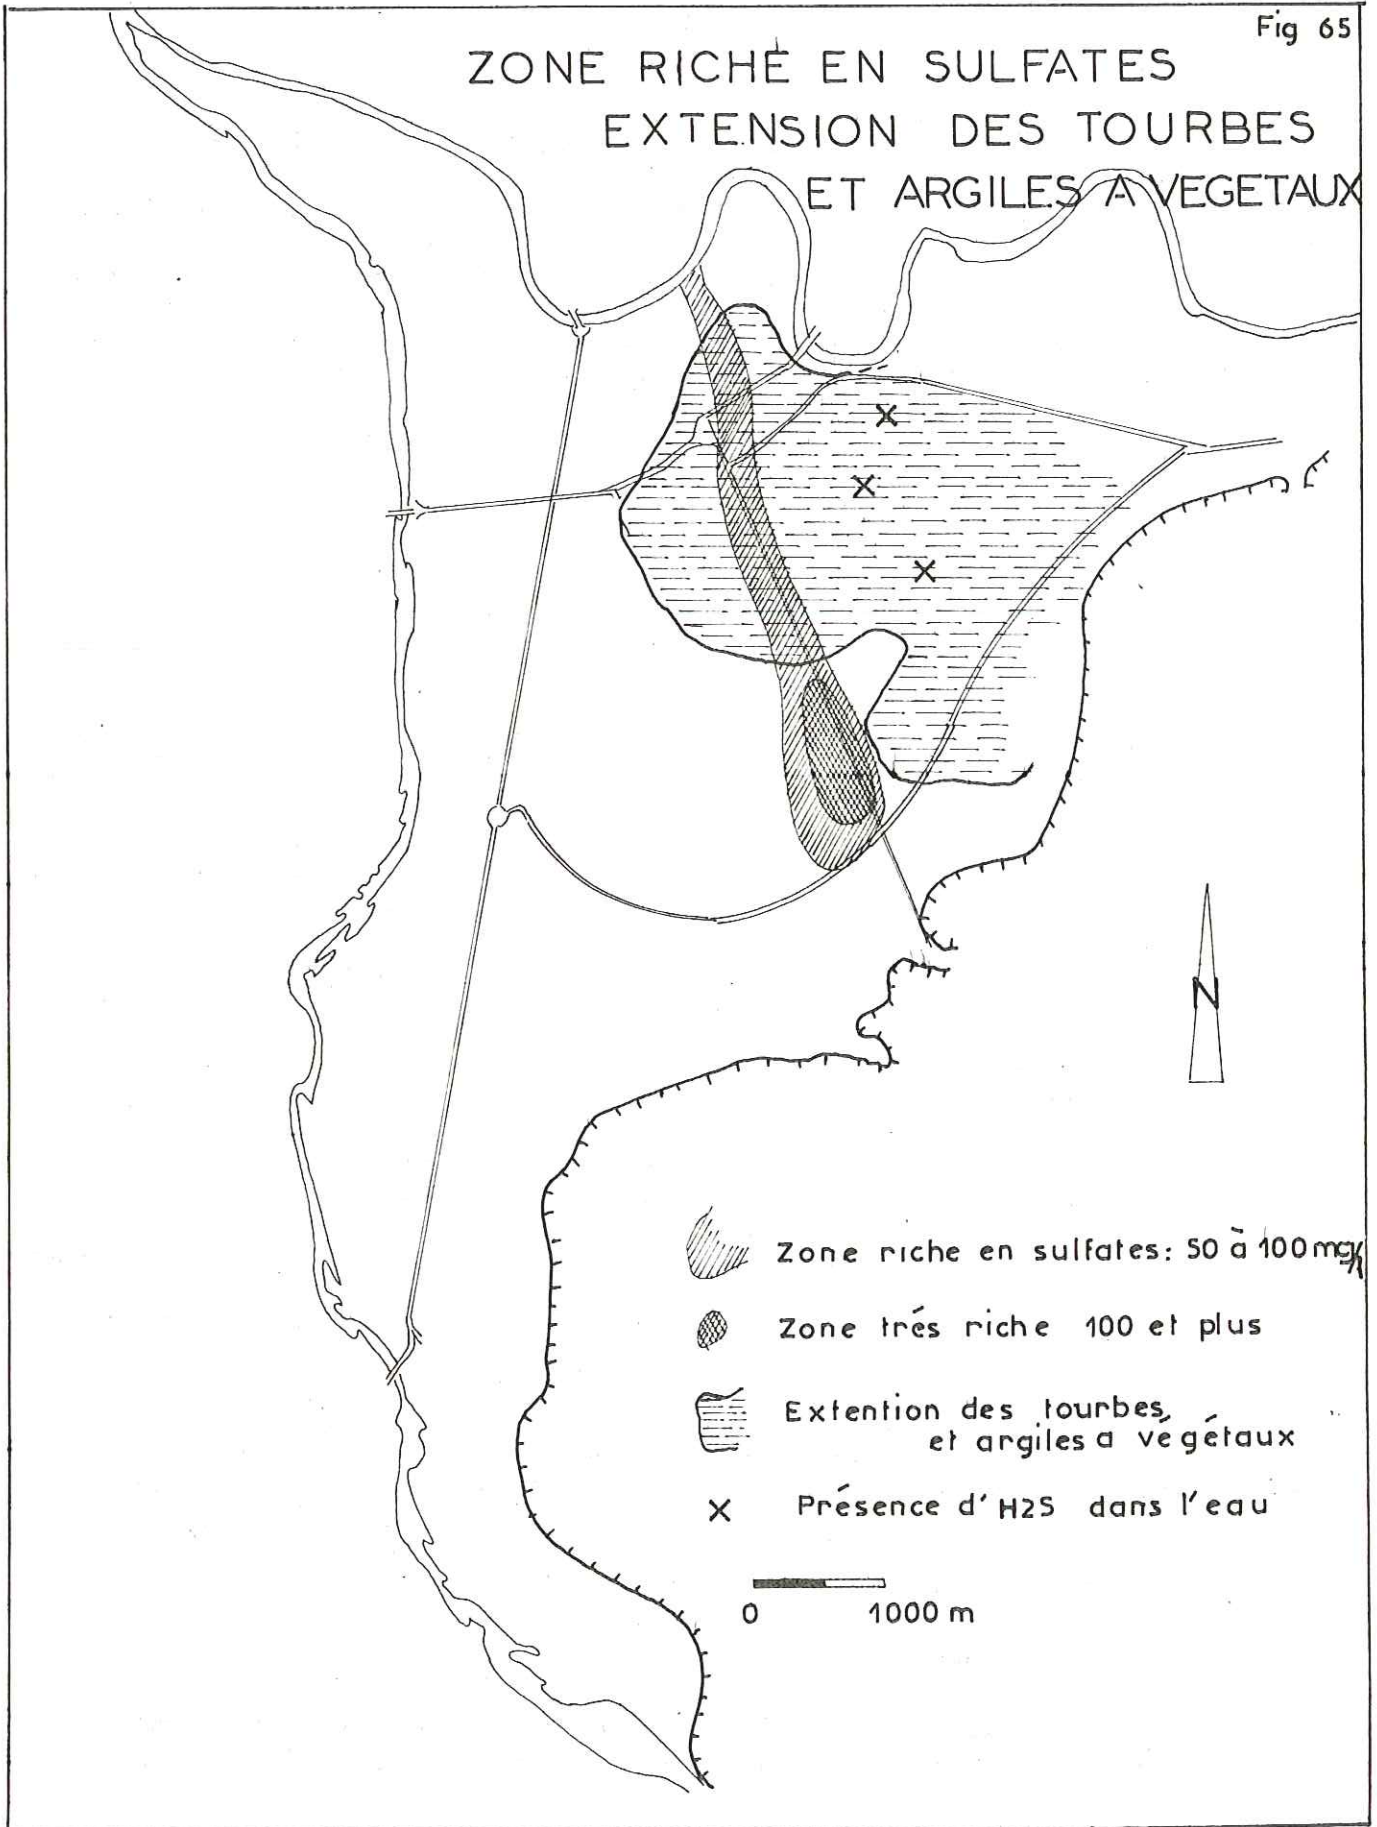 Fig 65
ZONE RICHE EN SULFATES
EXTENSION DES TOURBES
ET ARGILES A VEGETAUX
N
Zone riche en sulfates: 50 à 100 mg/l
Zone trés riche 100 et plus
Extention des tourbes
et argiles a végétaux
Présence d'H2S dans l'eau
0 1000 m